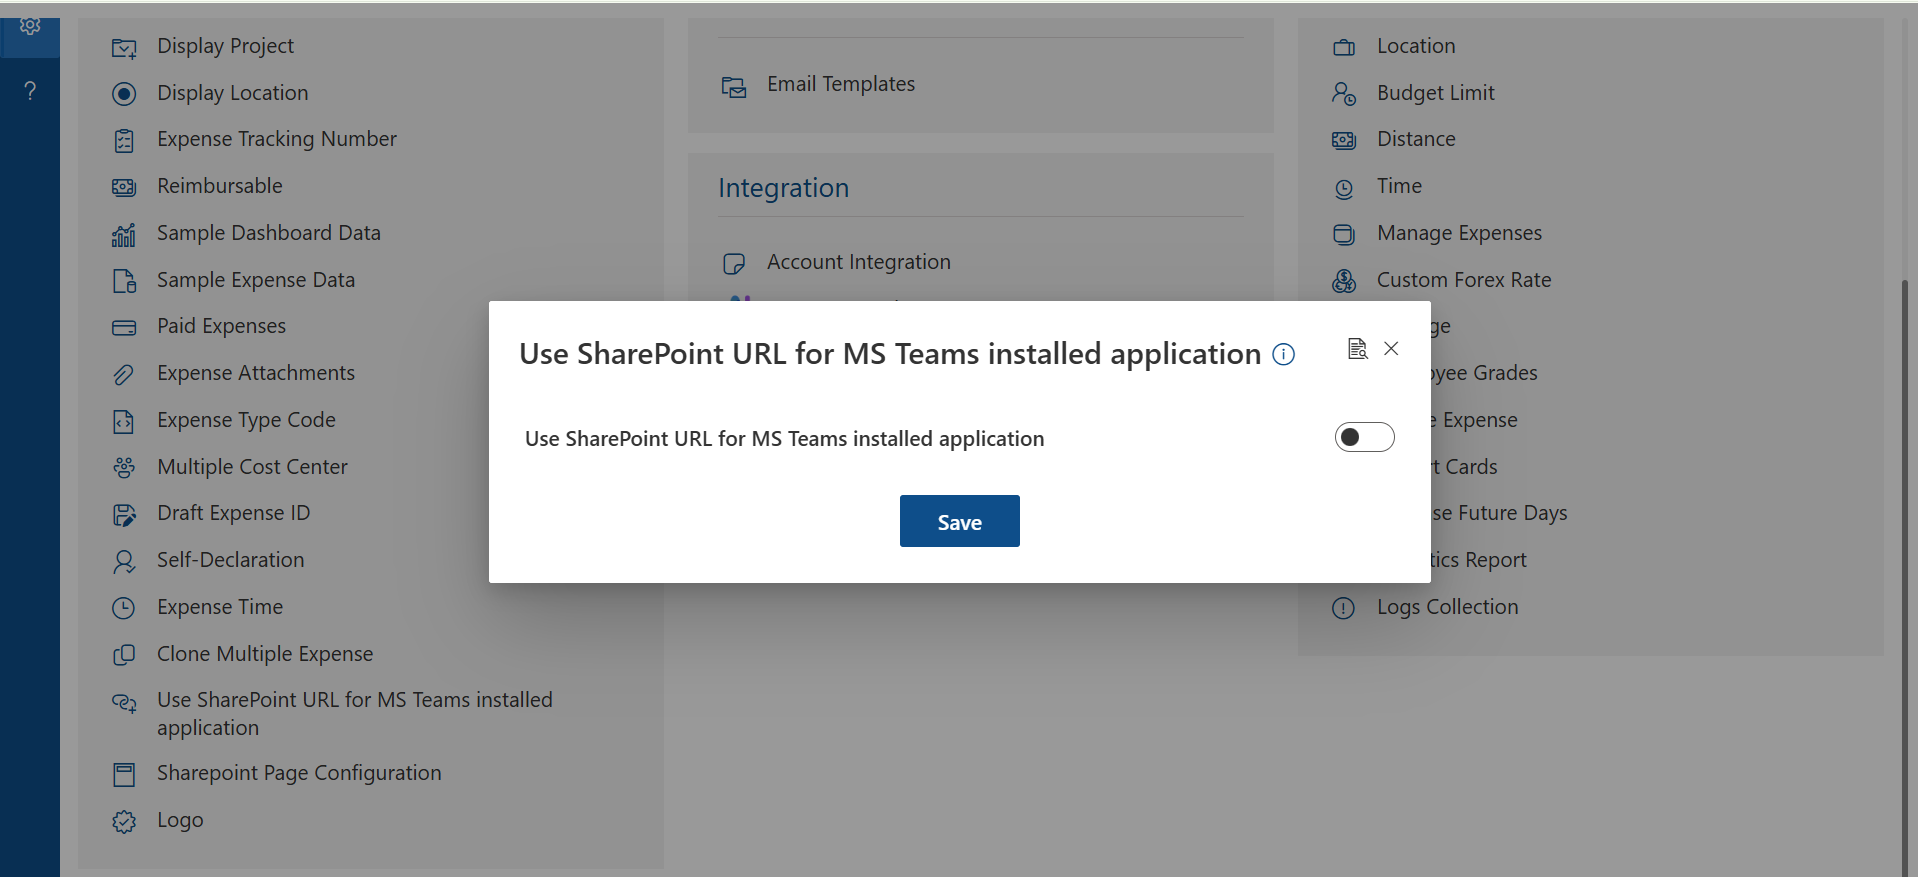 ?
Display Project
Display Location
Expense Tracking Number
Reimbursable
Sample Dashboard Data
Sample Expense Data
Paid Expenses
Expense Attachments
Expense Type Code
Multiple Cost Center
Draft Expense ID
Self-Declaration
Expense Time
Clone Multiple Expense
Use SharePoint URL for MS Teams installed
application
Sharepoint Page Configuration
Logo
Email Templates
Integration
Account Integration
Use SharePoint URL for MS Teams installed application
Use SharePoint URL for MS Teams installed application
Save
Location
Budget Limit
Distance
Time
Manage Expenses
Custom Forex Rate
Grades
Expense
Cards
Future Days
Report
Logs Collection